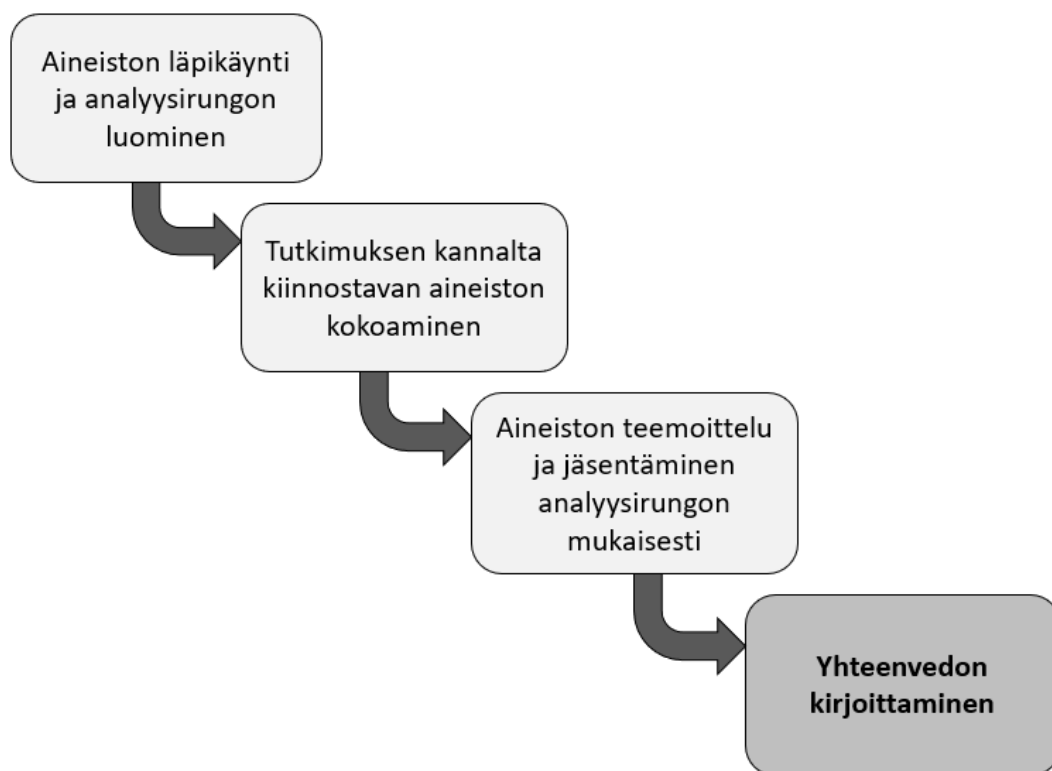 Aineiston läpikäynti
ja analyysirungon
luominen
Tutkimuksen kannalta
kiinnostavan aineiston
kokoaminen
Aineiston teemoittelu
ja jäsentäminen
analyysirungon
mukaisesti
Yhteenvedon
kirjoittaminen